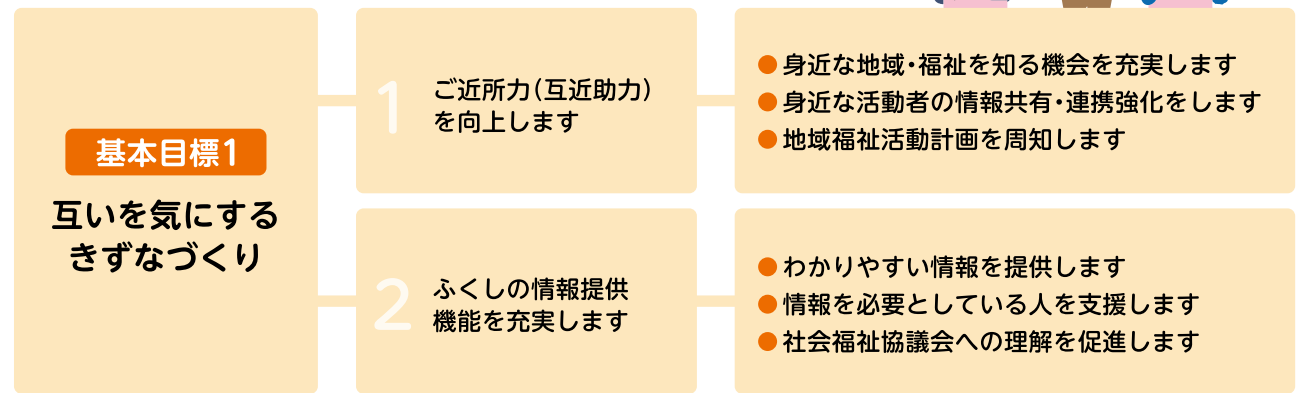 基本目標1
互いを気にする
きずなづくり
1
ご近所力(互近助力)
を向上します
●身近な地域・福祉を知る機会を充実します
●身近な活動者の情報共有・連携強化をします
●地域福祉活動計画を周知します
2
ふくしの情報提供
機能を充実します
●わかりやすい情報を提供します
●情報を必要としている人を支援します
●社会福祉協議会への理解を促進します